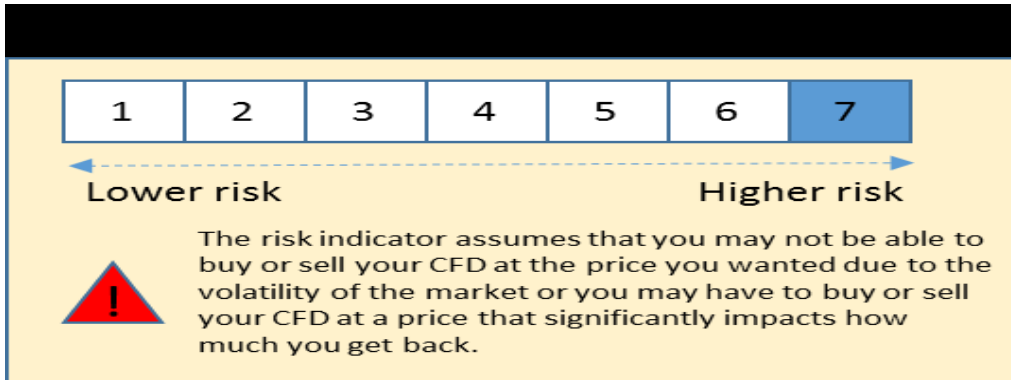 1 2 3 4 5 6 7
Lower risk Higher risk
The risk indicator assumes that you may not be able to
buy or sell your CFD at the price you wanted due to the
volatility of the market or you may have to buy or sell
your CFD at a price that significantly impacts how
much you get back.
!